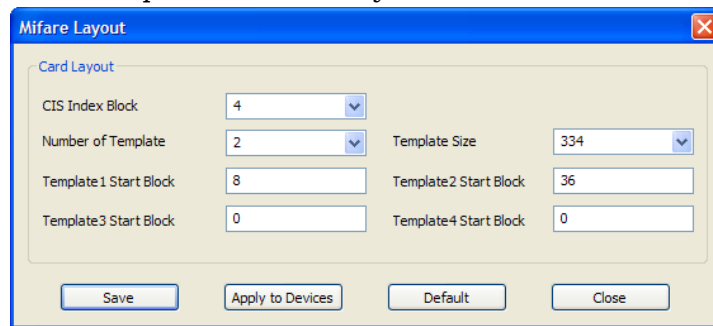 Mifare Layout
Card Layout
CIS Index Block 4
Number of Template 2 Template Size 334
Template1 Start Block 8 Template2 Start Block 36
Template3 Start Block 0 Template4 Start Block 0
Save Apply to Devices Default Close